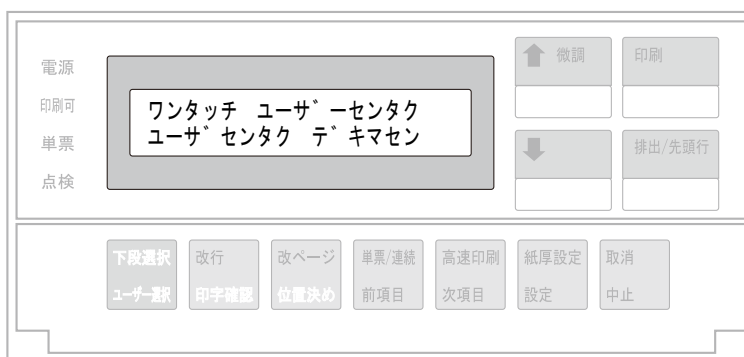 電源
印刷可
単票
点検
ワンタッチ ユーザ゛ーセンタク
ユーザ゛センタク デ゛キマセン
微調
印刷
排出/先頭行
下段選択
ユーザー選択
改行
印字確認
改ページ
位置決め
単票/連続
前項目
高速印刷
次項目
紙厚設定
設定
取消
中止